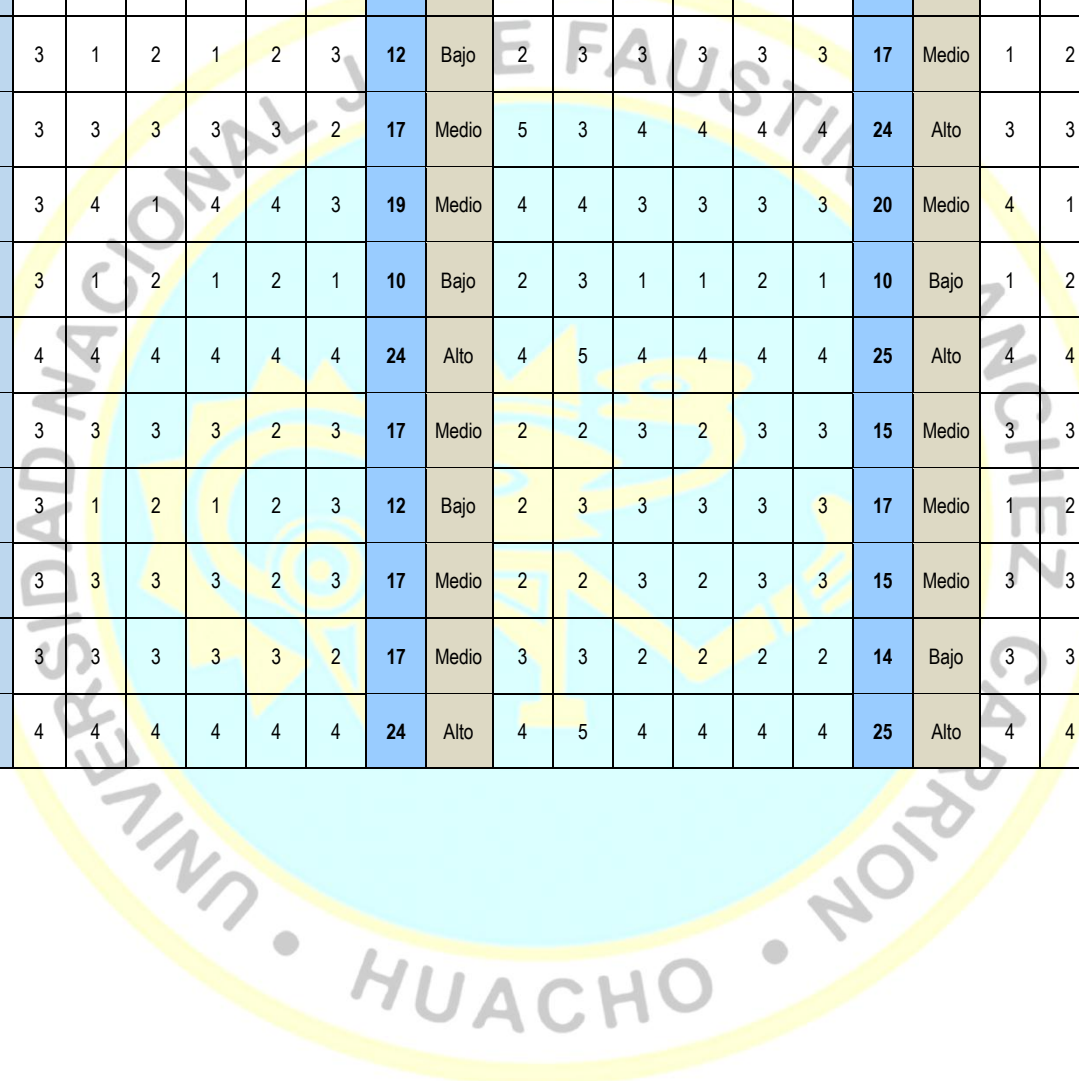 3 1 2 1 2 3 12 Bajo 2 3 3 3 3 3 17 Medio 1 2
3 3 3 3 3 2 17 Medio 5 3 4 4 4 4 24 Alto 3 3
3 4 1 4 4 3 19 Medio 4 4 3 3 3 3 20 Medio 4 1
3 1 2 1 2 1 10 Bajo 2 3 1 1 2 1 10 Bajo 1 2
4 4 4 4 4 4 24 Alto 4 5 4 4 4 4 25 Alto 4 4
3 3 3 3 2 3 17 Medio 2 2 3 2 3 3 15 Medio 3 3
3 1 2 1 2 3 12 Bajo 2 3 3 3 3 3 17 Medio 1 2
3 3 3 3 2 3 17 Medio 2 2 3 2 3 3 15 Medio 3 3
3 3 3 3 3 2 17 Medio 3 3 2 2 2 2 14 Bajo 3 3
4 4 4 4 4 4 24 Alto 4 5 4 4 4 4 25 Alto 4 4
UNIVERSIDAD NACIONAL FAUSTIN CARRION • HUACHO •